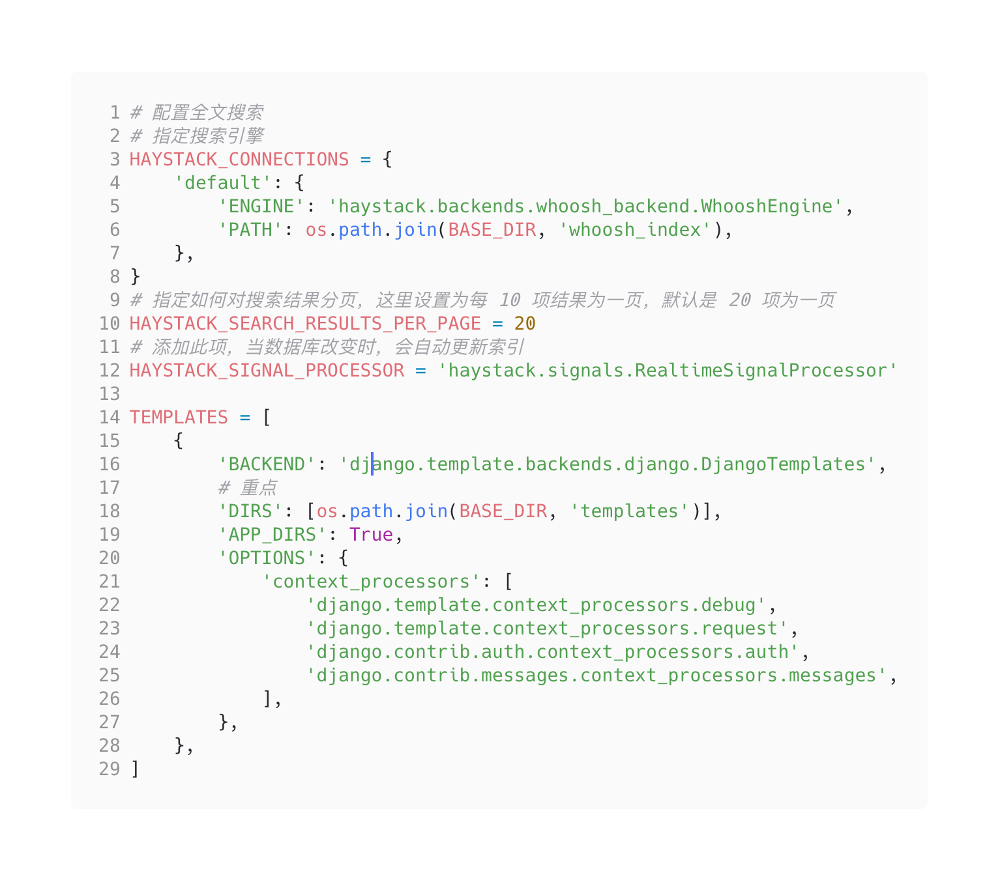 1 # 配置全文搜索
2 # 指定搜索引擎
3 HAYSTACK_CONNECTIONS = {
4     'default': {
5         'ENGINE': 'haystack.backends.whoosh_backend.WhooshEngine',
6         'PATH': os.path.join(BASE_DIR, 'whoosh_index'),
7     },
8 }
9 # 指定如何对搜索结果分页，这里设置为每 10 项结果为一页，默认是 20 项为一页
10 HAYSTACK_SEARCH_RESULTS_PER_PAGE = 20
11 # 添加此项，当数据库改变时，会自动更新索引
12 HAYSTACK_SIGNAL_PROCESSOR = 'haystack.signals.RealtimeSignalProcessor'
13
14 TEMPLATES = [
15     {
16         'BACKEND': 'django.template.backends.django.DjangoTemplates',
17         # 重点
18         'DIRS': [os.path.join(BASE_DIR, 'templates')],
19         'APP_DIRS': True,
20         'OPTIONS': {
21             'context_processors': [
22                 'django.template.context_processors.debug',
23                 'django.template.context_processors.request',
24                 'django.contrib.auth.context_processors.auth',
25                 'django.contrib.messages.context_processors.messages',
26             ],
27         },
28     },
29 ]